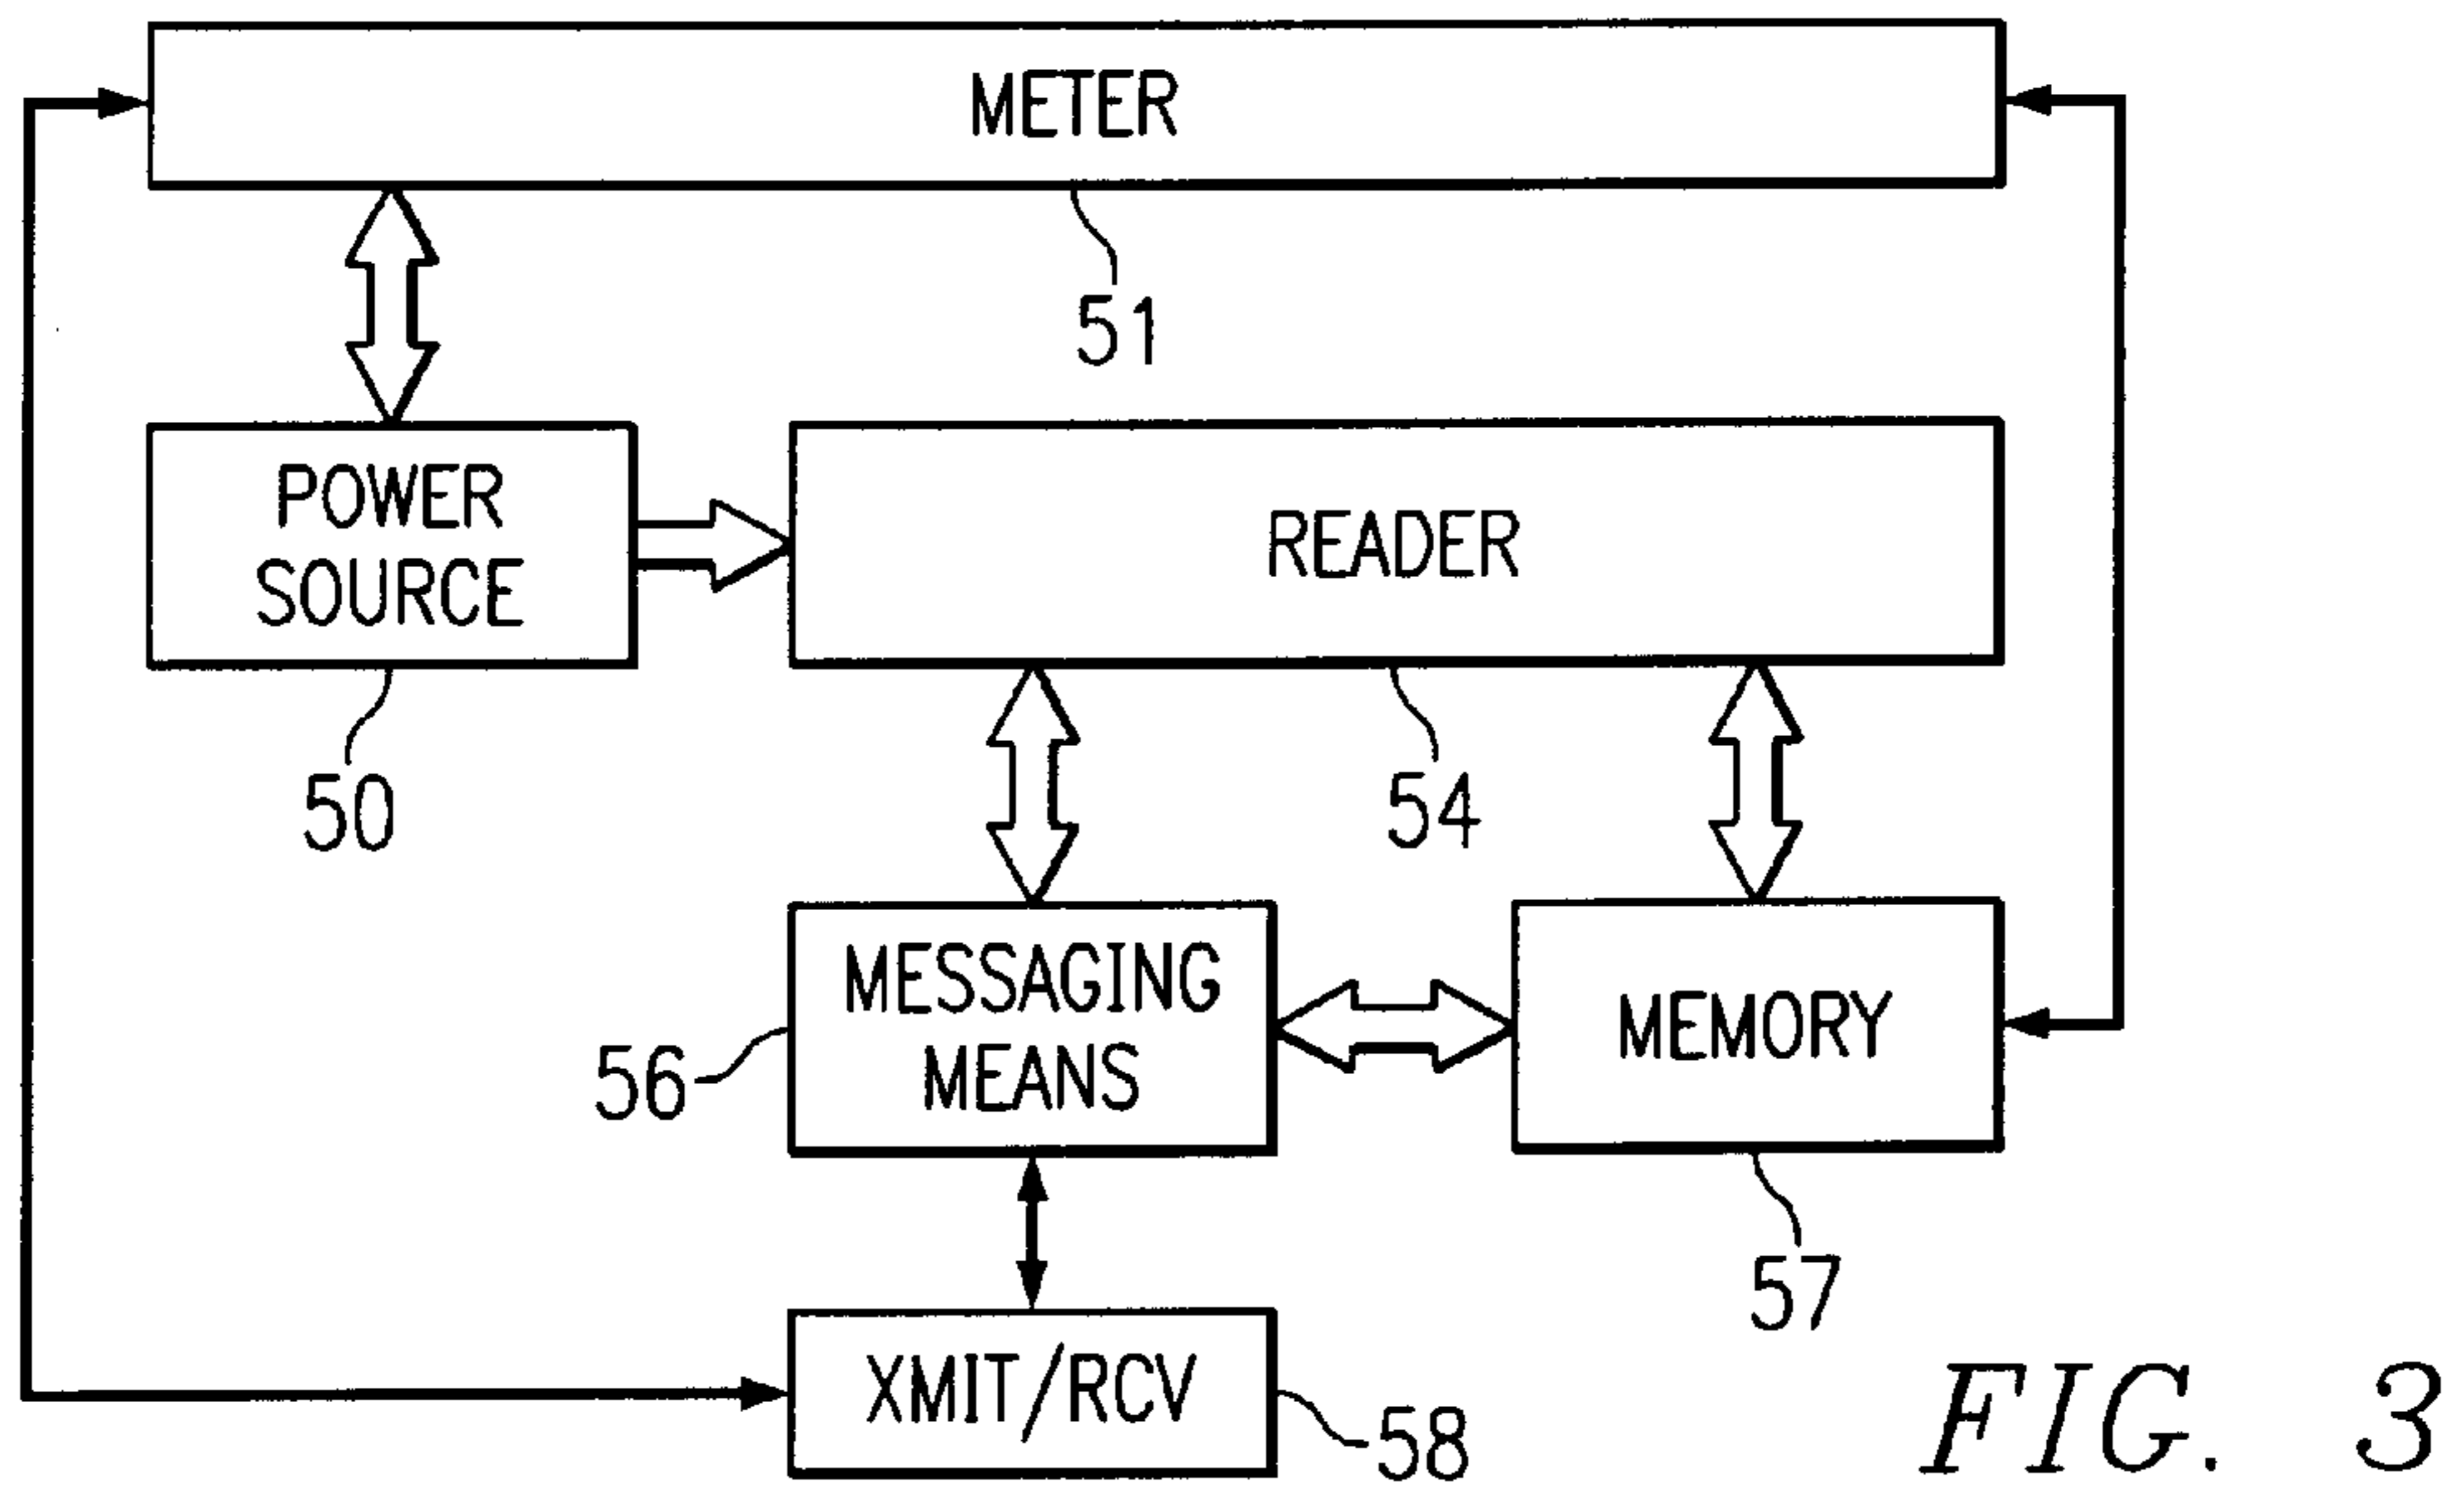 METER
51
POWER
SOURCE
READER
50
54
MESSAGING
MEANS
56
MEMORY
57
XMIT/RCV
58
FIG. 3